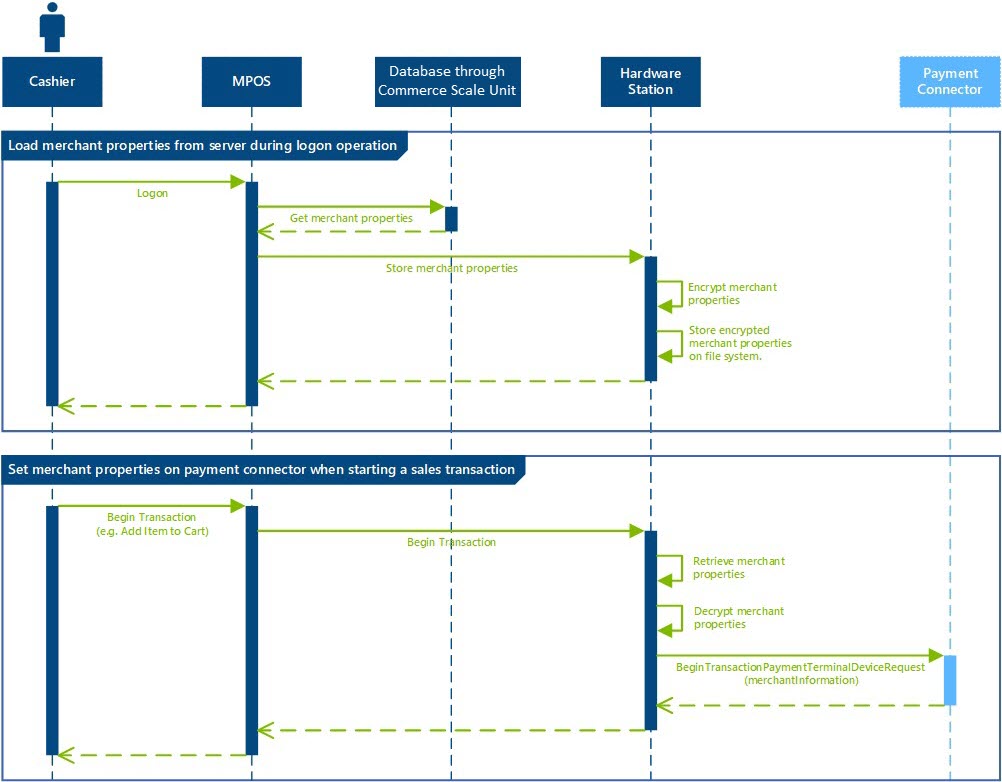 Cashier
MPOS
Database through
Commerce Scale Unit
Hardware
Station
Payment
Connector
Load merchant properties from server during logon operation
Logon
Get merchant properties
Store merchant properties
Encrypt merchant
properties
Store encrypted
merchant properties
on file system.
Set merchant properties on payment connector when starting a sales transaction
Begin Transaction
(e.g. Add Item to Cart)
Begin Transaction
Retrieve merchant
properties
Decrypt merchant
properties
BeginTransactionPaymentTerminalDeviceRequest
(merchantInformation)